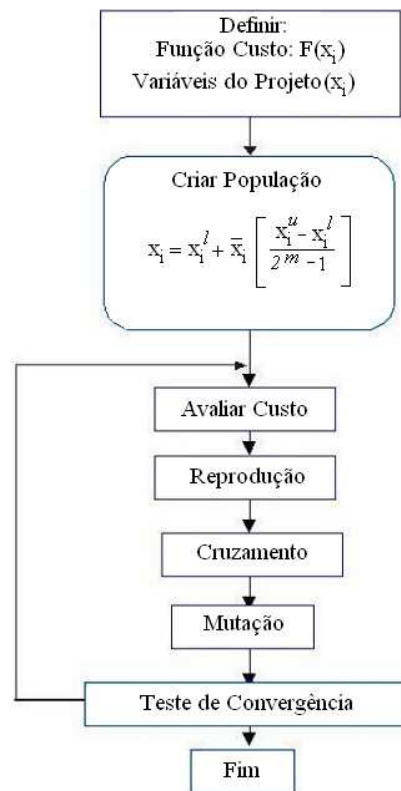 Definir:
Função Custo: F(xᵢ)
Variáveis do Projeto(xᵢ)
Criar População
xᵢ = xᵢˡ + x̄ᵢ [ (xᵢᵘ - xᵢˡ) / (2ᵐ - 1) ]
Avaliar Custo
Reprodução
Cruzamento
Mutação
Teste de Convergência
Fim